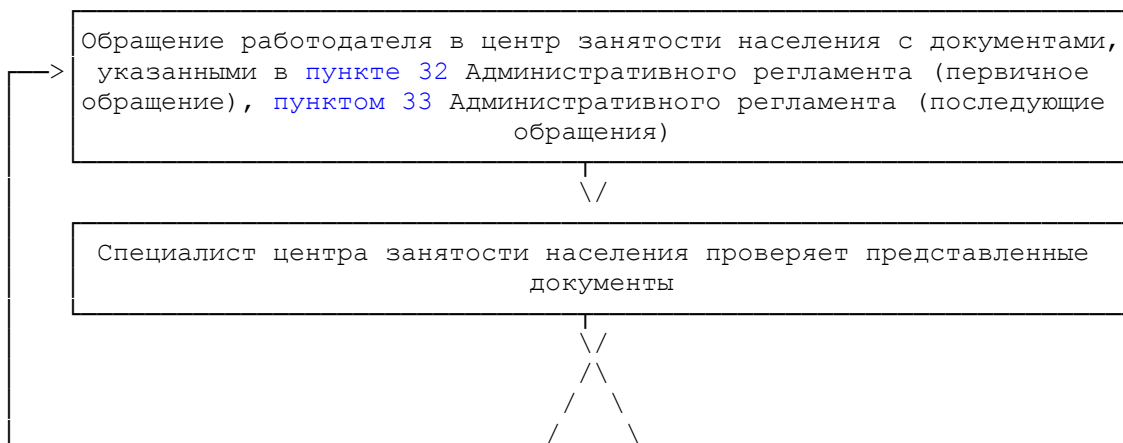 Обращение работодателя в центр занятости населения с документами,
указанными в пункте 32 Административного регламента (первичное
обращение), пунктом 33 Административного регламента (последующие
обращения)
Специалист центра занятости населения проверяет представленные
документы